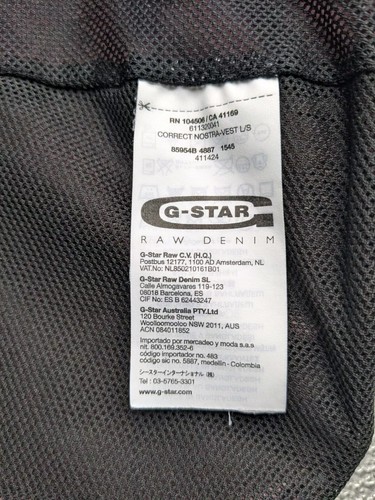 RN 104506 / CA 41169
611320041
CORRECT NOSTRA-VEST L/S
85954B 4887 1545
411424
G-STAR
RAW DENIM
G-Star Raw C.V. (H.Q.)
Postbus 12177, 1100 AD Amsterdam, NL
VAT.No: NL850210161B01
G-Star Raw Denim SL
Calle Almogavares 119-123
08018 Barcelona, ES
CIF No: ES B 62443247
G-Star Australia PTY.Ltd
120 Bourke Street
Woolloomooloo NSW 2011, AUS
ACN 084011852
Importado por mercadeo y moda s.a.s
nit. 800.169.352-6
código importador no. 483
código sic no. 5887, medellin - Colombia
シースターインターナショナル ㈱
Tel : 03-5765-3301
www.g-star.com